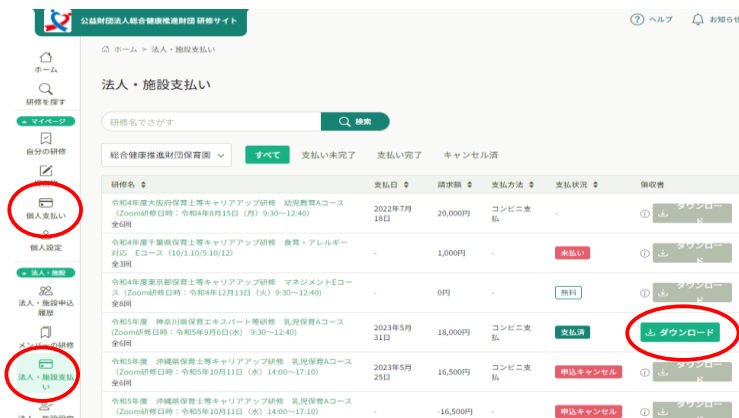 公益財団法人総合健康推進財団 研修サイト
ヘルプ
お知らせ
ホーム
研修を探す
マイページ
自分の研修
個人支払い
個人設定
法人・施設
法人・施設申込履歴
メンバーの研修
法人・施設支払い
ホーム > 法人・施設支払い
法人・施設支払い
研修名でさがす
検索
総合健康推進財団保育園
すべて 支払い未完了 支払い完了 キャンセル済
研修名 支払日 請求額 支払方法 支払状況 領収書
令和4年度大阪府保育士等キャリアアップ研修 幼児教育Aコース
(Zoom研修日時:令和4年8月15日(月)9:30~12:40)
全6回
2022年7月18日
20,000円
コンビニ支払
-
令和4年度千葉県保育士等キャリアアップ研修 食育・アレルギー
対応 Eコース(10/1.10/5.10/12)
全3回
-
1,000円
-
未払い
令和4年度東京都保育士等キャリアアップ研修 マネジメントEコー
ス(Zoom研修日時:令和4年12月13日(火)9:30~12:40)
全8回
-
0円
-
無料
令和5年度 神奈川県保育エキスパート等研修 乳児保育Aコース
(Zoom研修日時:令和5年9月6日(水) 9:30~12:40)
全6回
2023年5月31日
18,000円
コンビニ支払
支払済
ダウンロード
令和5年度 沖縄県保育士等キャリアアップ研修 乳児保育Aコース
(Zoom研修日時:令和5年10月11日(水)14:00~17:10)
全6回
2023年5月25日
16,500円
コンビニ支払
申込キャンセル
令和5年度 沖縄県保育士等キャリアアップ研修 乳児保育Aコース
(Zoom研修日時:令和5年10月11日(水)14:00~17:10)
-
-16,500円
-
申込キャンセル